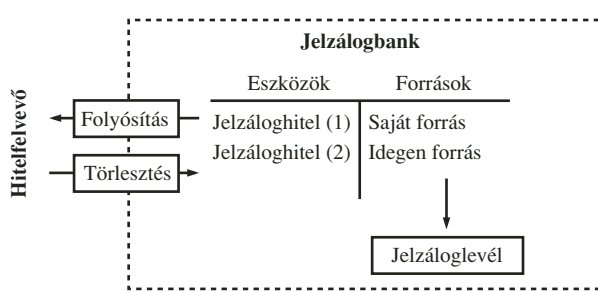 Jelzálogbank
Eszközök Források
Hitelfelvevő
Folyósítás Jelzáloghitel (1) Saját forrás
Törlesztés Jelzáloghitel (2) Idegen forrás
Jelzáloglevél